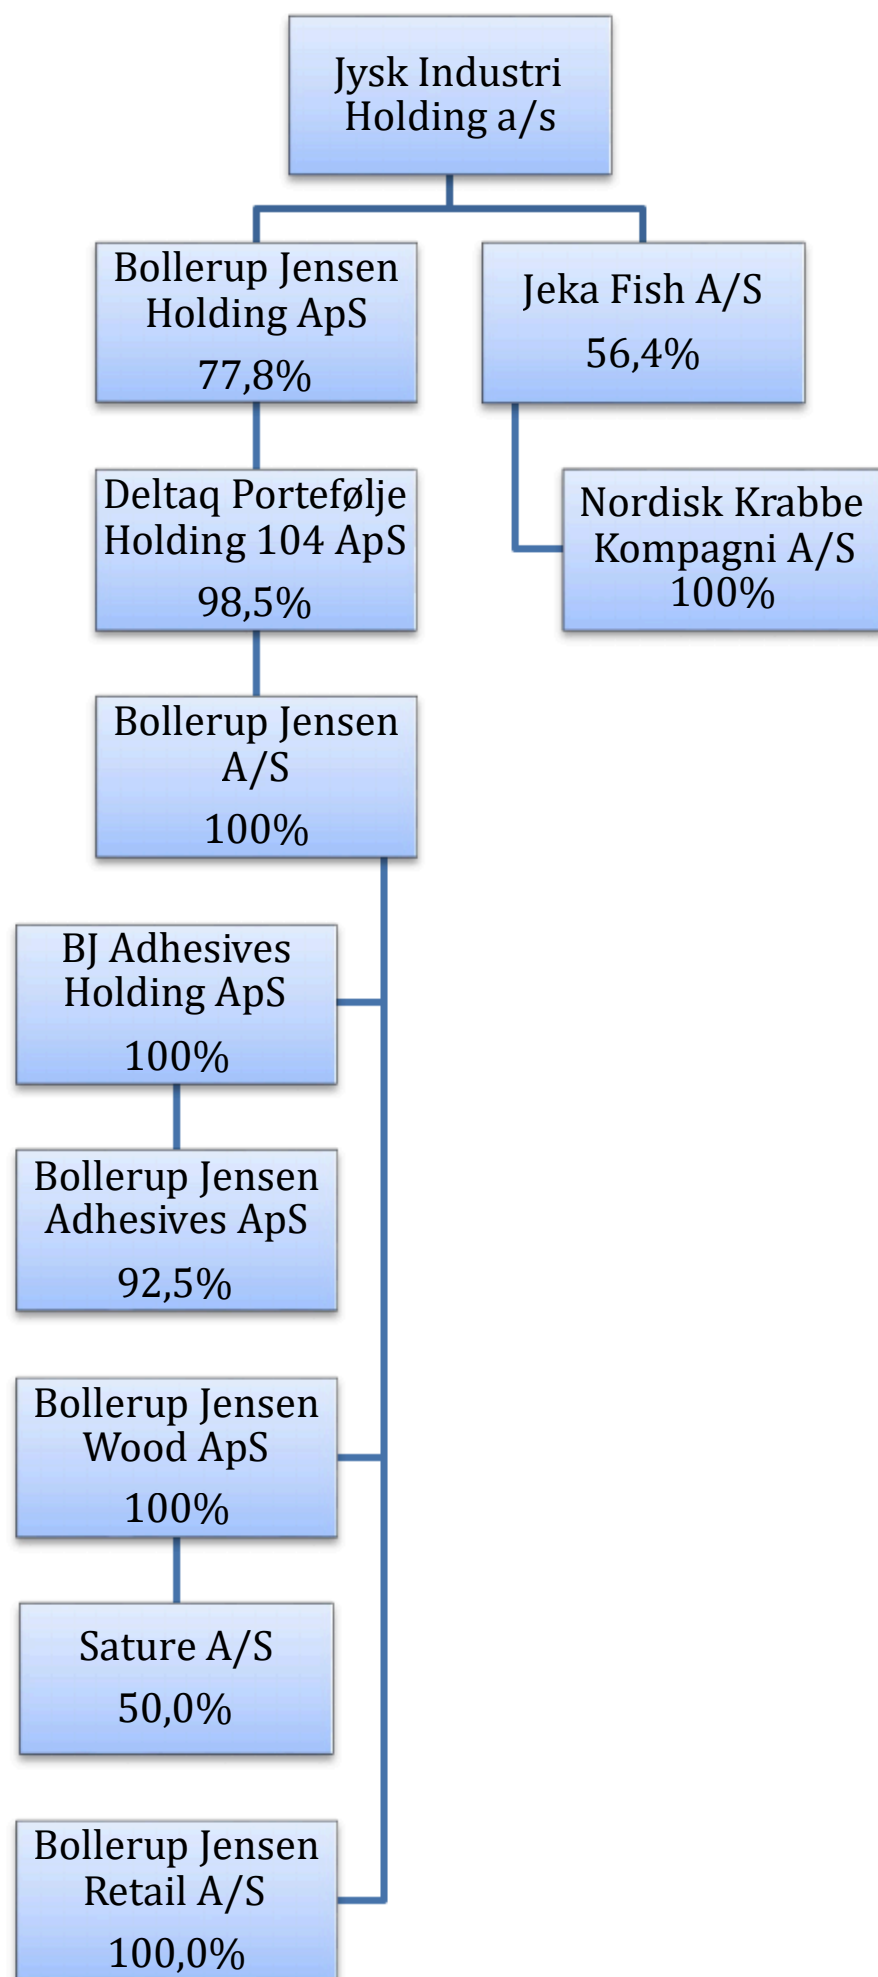 Jysk Industri
Holding a/s
Bollerup Jensen
Holding ApS
77,8%
Jeka Fish A/S
56,4%
Deltaq Portefølje
Holding 104 ApS
98,5%
Nordisk Krabbe
Kompagni A/S
100%
Bollerup Jensen
A/S
100%
BJ Adhesives
Holding ApS
100%
Bollerup Jensen
Adhesives ApS
92,5%
Bollerup Jensen
Wood ApS
100%
Sature A/S
50,0%
Bollerup Jensen
Retail A/S
100,0%